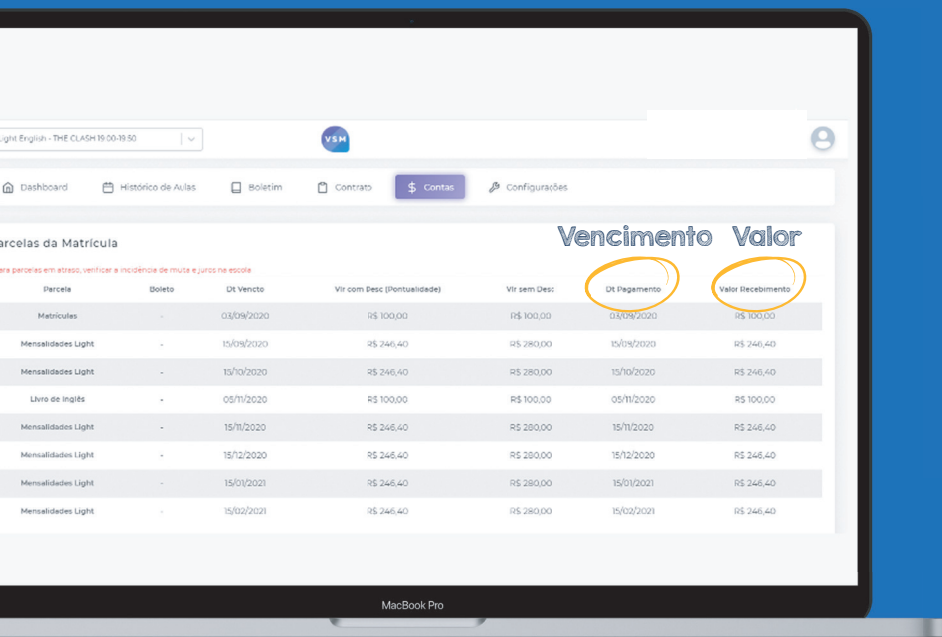 ight English - THE CLASH 19:00-19:50
VSM
Dashboard Histórico de Aulas Boletim Contrato $ Contas Configurações
Vencimento Valor
arcelas da Matrícula
ara parcelas em atraso, verificar a incidência de multa e juros na escola
Parcela Boleto Dt Vencto Vlr com Desc (Pontualidade) Vlr sem Desc Dt Pagamento Valor Recebimento
Matrículas - 03/09/2020 R$ 100,00 R$ 100,00 03/09/2020 R$ 100,00
Mensalidades Light - 15/09/2020 R$ 246,40 R$ 280,00 15/09/2020 R$ 246,40
Mensalidades Light - 15/10/2020 R$ 246,40 R$ 280,00 15/10/2020 R$ 246,40
Livro de Inglês - 05/11/2020 R$ 100,00 R$ 100,00 05/11/2020 R$ 100,00
Mensalidades Light - 15/11/2020 R$ 246,40 R$ 280,00 15/11/2020 R$ 246,40
Mensalidades Light - 15/12/2020 R$ 246,40 R$ 280,00 15/12/2020 R$ 246,40
Mensalidades Light - 15/01/2021 R$ 246,40 R$ 280,00 15/01/2021 R$ 246,40
Mensalidades Light - 15/02/2021 R$ 246,40 R$ 280,00 15/02/2021 R$ 246,40
MacBook Pro